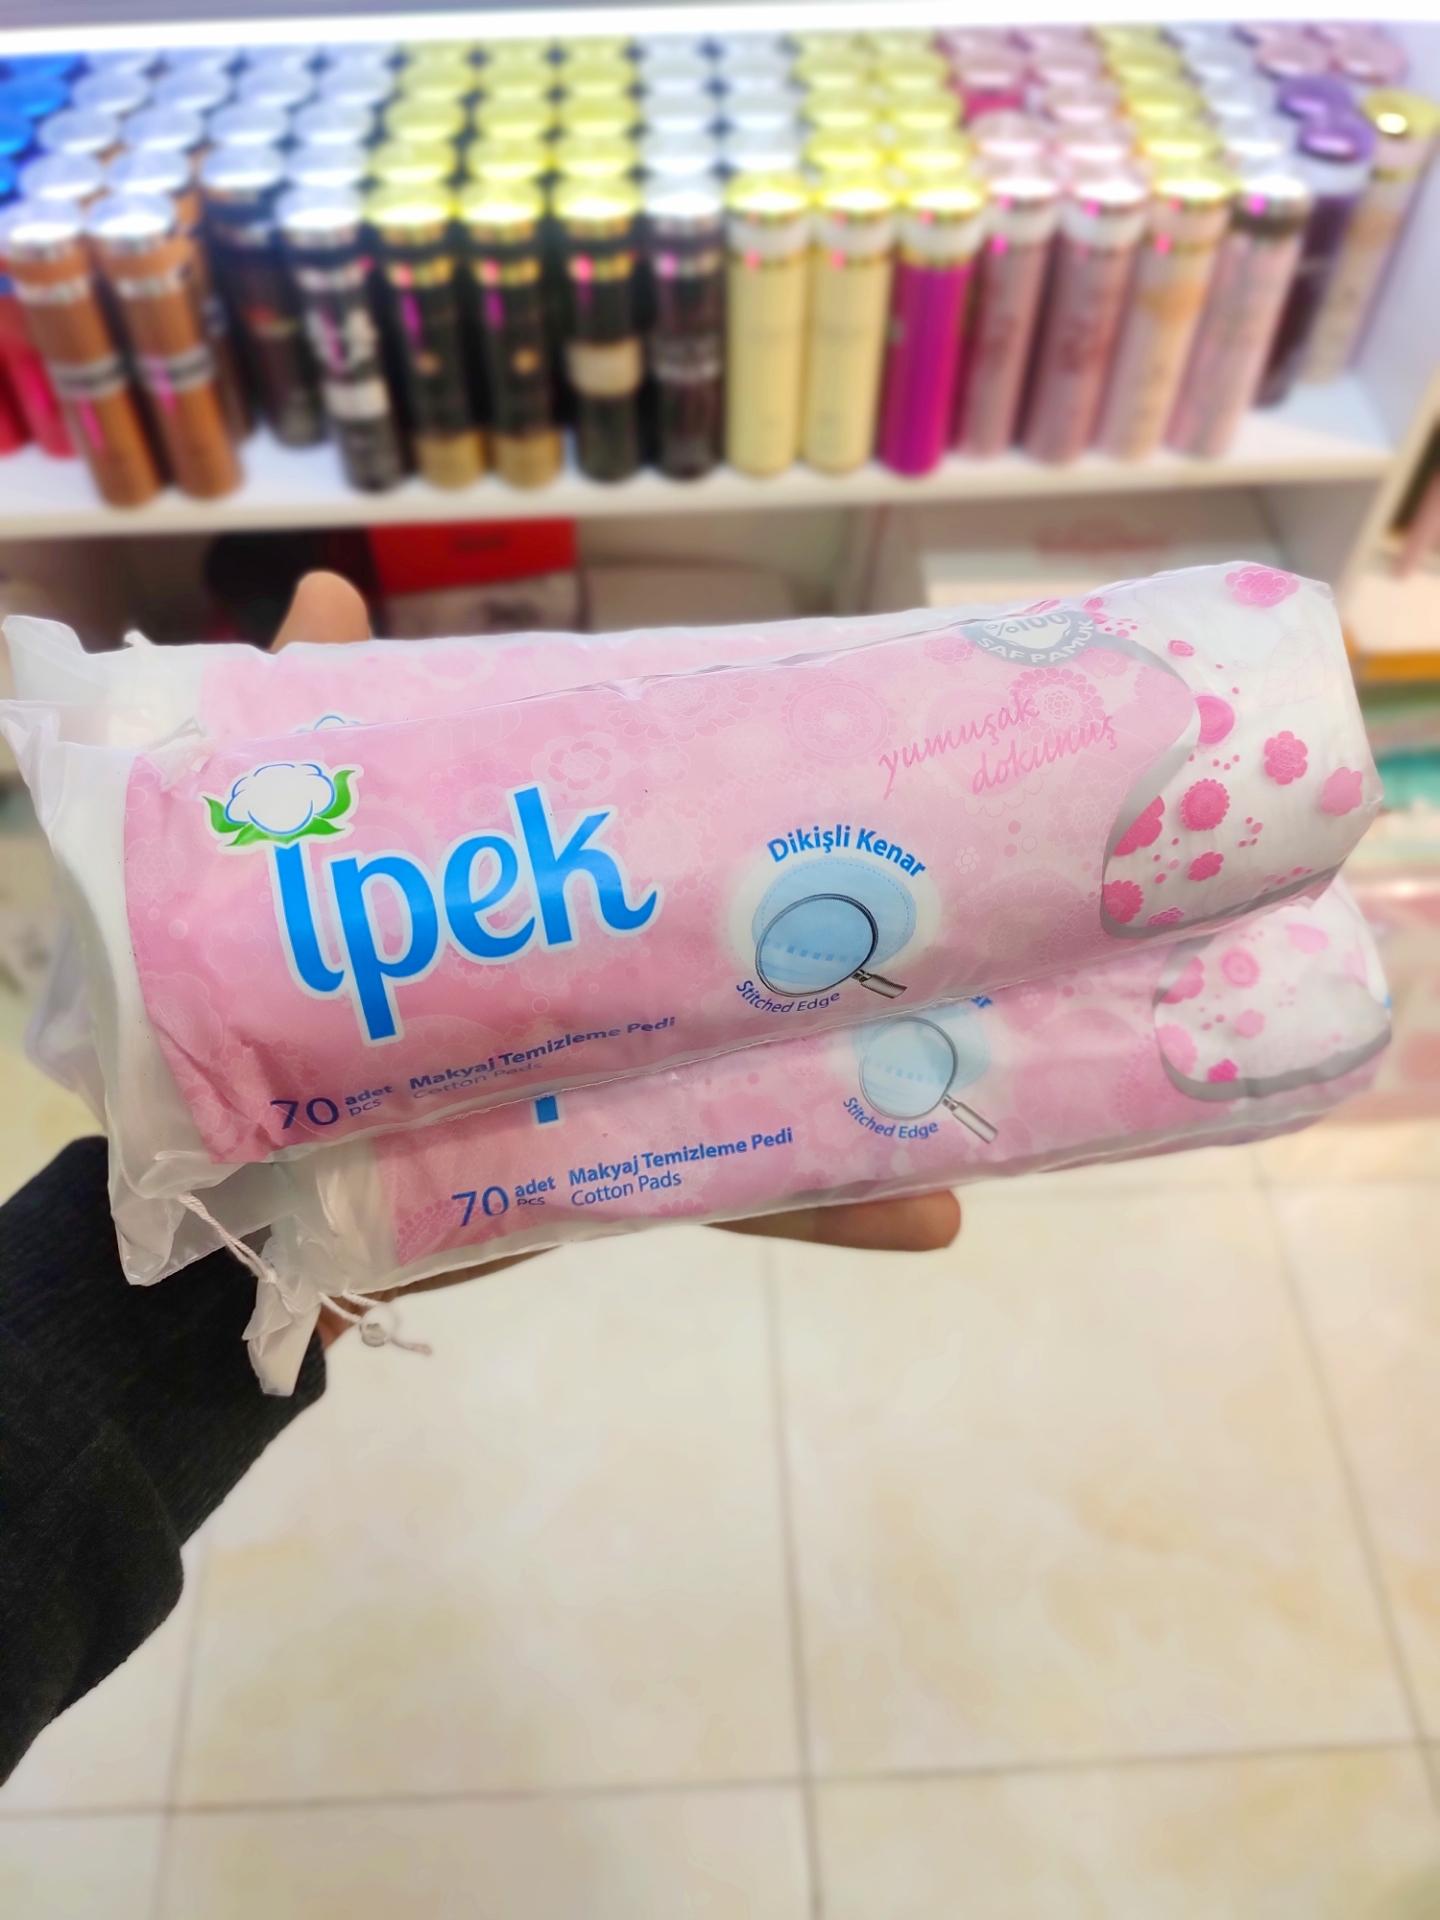 %100
SAF PAMUK
yumuşak
dokunuş
ipek
Dikişli Kenar
Stitched Edge
70 adet
pcs
Makyaj Temizleme Pedi
Cotton Pads
Stitched Edge
70 adet
pcs
Makyaj Temizleme Pedi
Cotton Pads